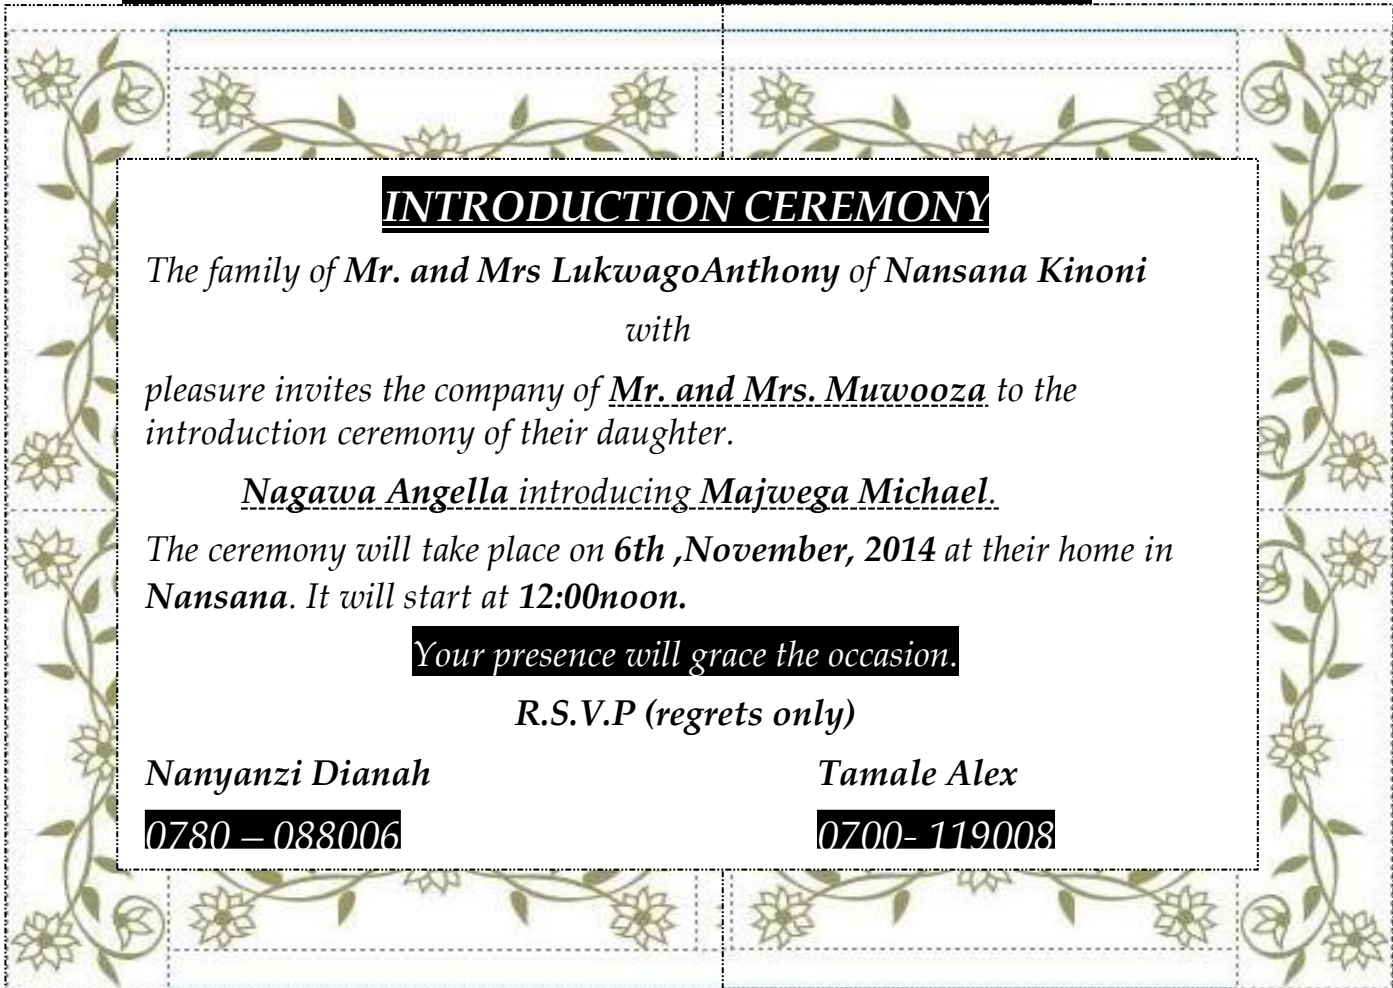 INTRODUCTION CEREMONY
The family of Mr. and Mrs LukwagoAnthony of Nansana Kinoni
with
pleasure invites the company of Mr. and Mrs. Muwooza to the
introduction ceremony of their daughter.
Nagawa Angella introducing Majwega Michael.
The ceremony will take place on 6th ,November, 2014 at their home in
Nansana. It will start at 12:00noon.
Your presence will grace the occasion.
R.S.V.P (regrets only)
Nanyanzi Dianah Tamale Alex
0780 – 088006 0700- 119008